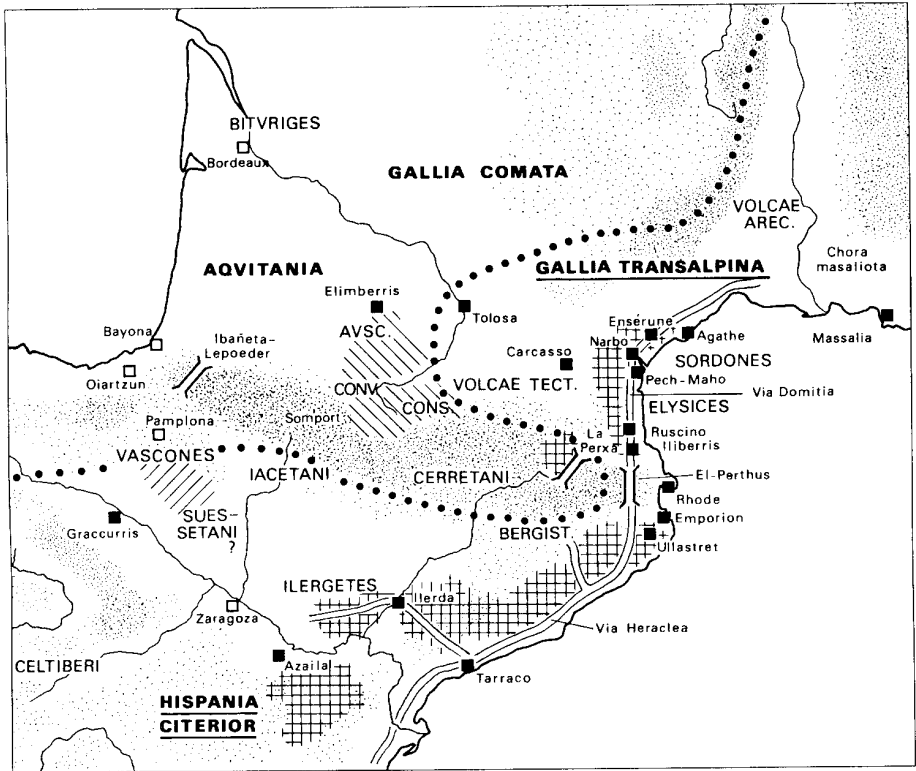 BITVRIGES
Bordeaux
GALLIA COMATA
VOLCAE
AREC.
AQVITANIA
GALLIA TRANSALPINA
Chora
masaliota
Elimberris
AVSC.
Tolosa
Enserune
Agathe
Massalia
Bayona
Ibañeta-
Lepoeder
Oiartzun
Carcasso
Narbo
SORDONES
Pech-Maho
CONV.
CONS.
VOLCAE TECT.
Via Domitia
ELYSICES
Somport
Pamplona
VASCONES
La
Perxa
Ruscino
Iliberris
IACETANI
CERRETANI
El-Perthus
Rhode
SUES-
SETANI
?
Graccurris
BERGIST.
Emporion
Ullastret
ILERGETES
Ilerda
Zaragoza
Via Heraclea
CELTIBERI
Azailal
Tarraco
HISPANIA
CITERIOR